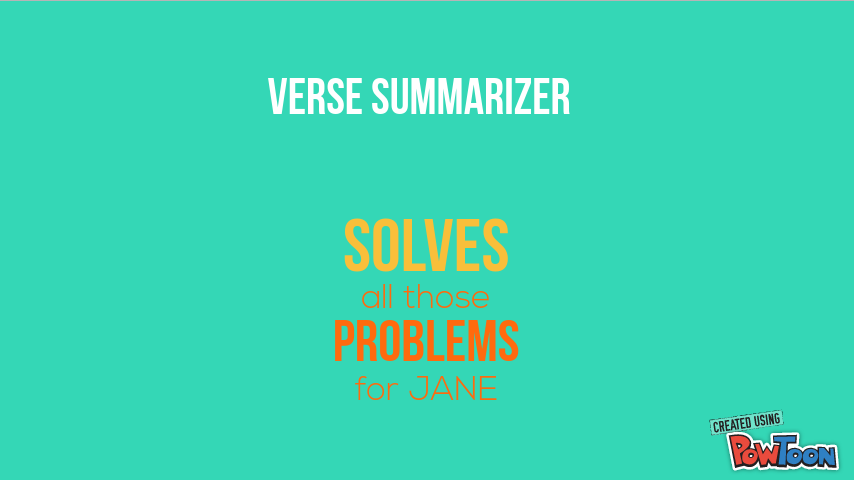 VERSE SUMMARIZER
SOLVES
all those
PROBLEMS
for JANE
CREATED USING
POWTOON